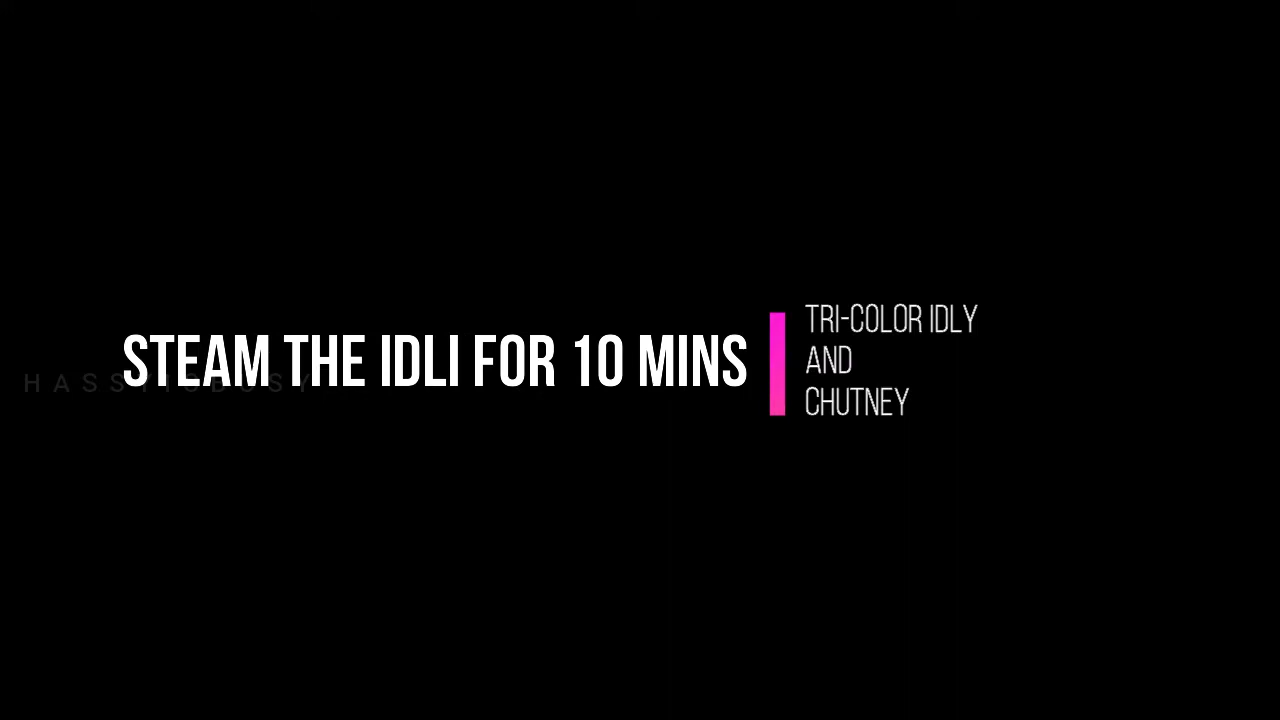 STEAM THE IDLI FOR 10 MINS
TRI-COLOR IDLY
AND
CHUTNEY